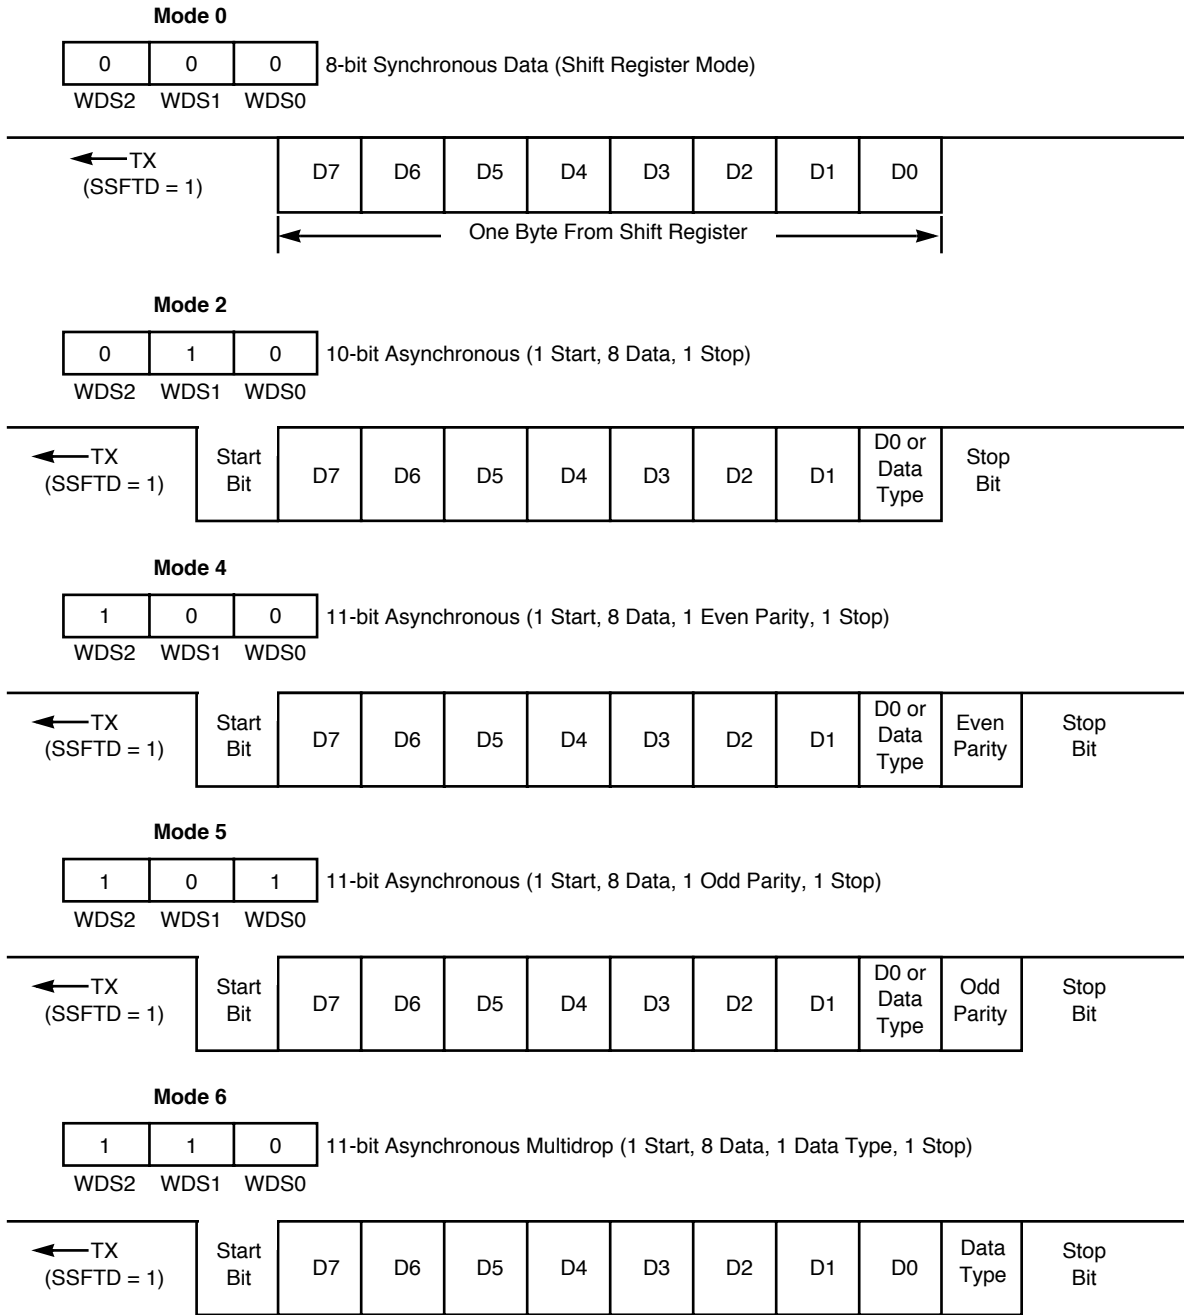 Mode 0
0 0 0 8-bit Synchronous Data (Shift Register Mode)
WDS2 WDS1 WDS0
TX
(SSFTD = 1)
D7 D6 D5 D4 D3 D2 D1 D0
One Byte From Shift Register
Mode 2
0 1 0 10-bit Asynchronous (1 Start, 8 Data, 1 Stop)
WDS2 WDS1 WDS0
TX
(SSFTD = 1)
Start
Bit
D7 D6 D5 D4 D3 D2 D1
D0 or
Data
Type
Stop
Bit
Mode 4
1 0 0 11-bit Asynchronous (1 Start, 8 Data, 1 Even Parity, 1 Stop)
WDS2 WDS1 WDS0
TX
(SSFTD = 1)
Start
Bit
D7 D6 D5 D4 D3 D2 D1
D0 or
Data
Type
Even
Parity
Stop
Bit
Mode 5
1 0 1 11-bit Asynchronous (1 Start, 8 Data, 1 Odd Parity, 1 Stop)
WDS2 WDS1 WDS0
TX
(SSFTD = 1)
Start
Bit
D7 D6 D5 D4 D3 D2 D1
D0 or
Data
Type
Odd
Parity
Stop
Bit
Mode 6
1 1 0 11-bit Asynchronous Multidrop (1 Start, 8 Data, 1 Data Type, 1 Stop)
WDS2 WDS1 WDS0
TX
(SSFTD = 1)
Start
Bit
D7 D6 D5 D4 D3 D2 D1 D0
Data
Type
Stop
Bit